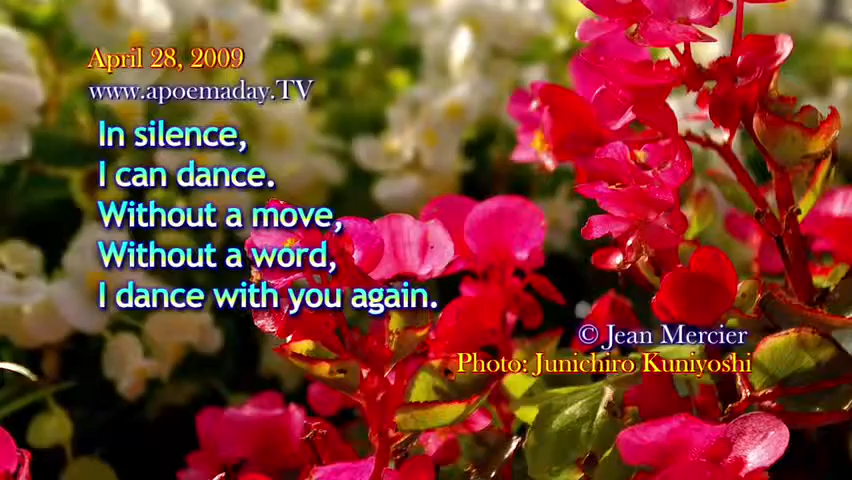 April 28, 2009
www.apoemaday.TV
In silence,
I can dance.
Without a move,
Without a word,
I dance with you again.
© Jean Mercier
Photo: Junichiro Kuniyoshi